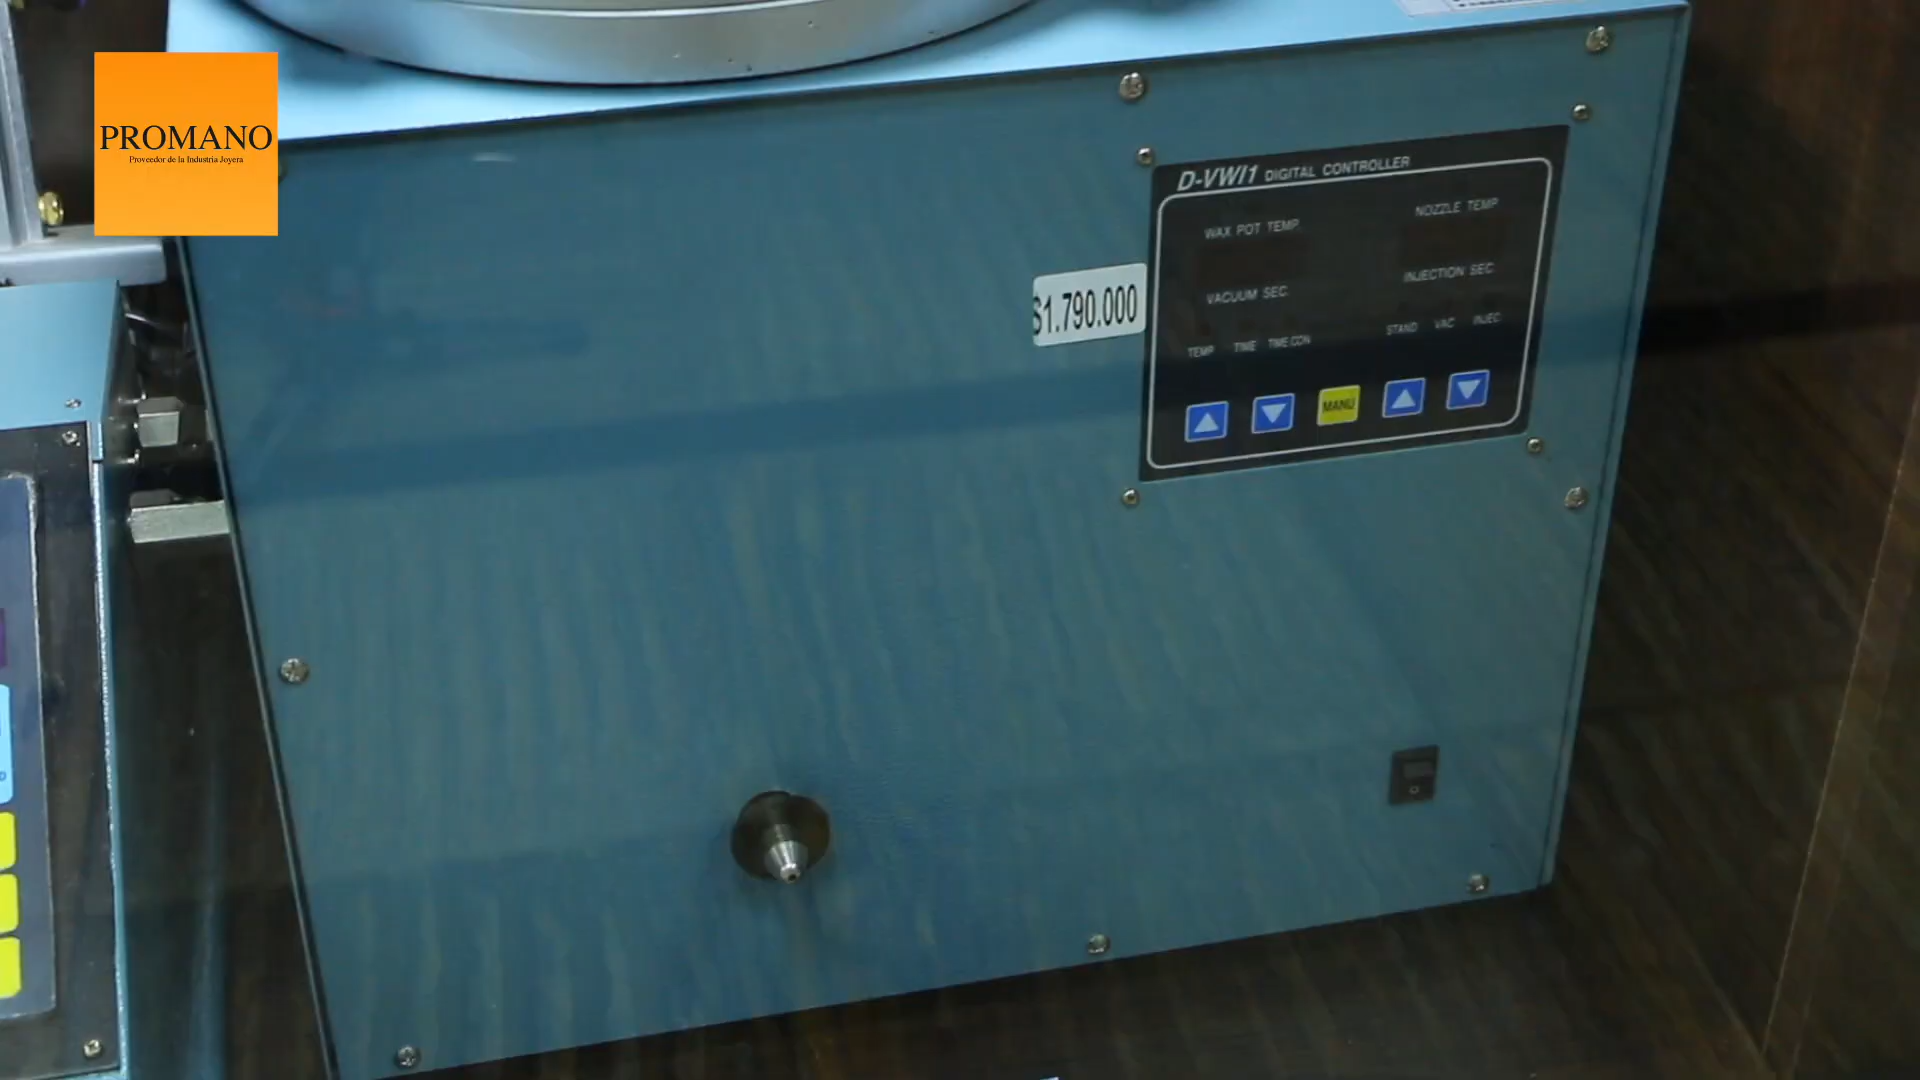 PROMANO
Proveedor de la Industria Joyera
D-VWI1 DIGITAL CONTROLLER
WAX POT TEMP.
NOZZLE TEMP
VACUUM SEC.
INJECTION SEC
$1.790.000
TEMP TIME TIME CON
STAND VAC INJEC
MANU